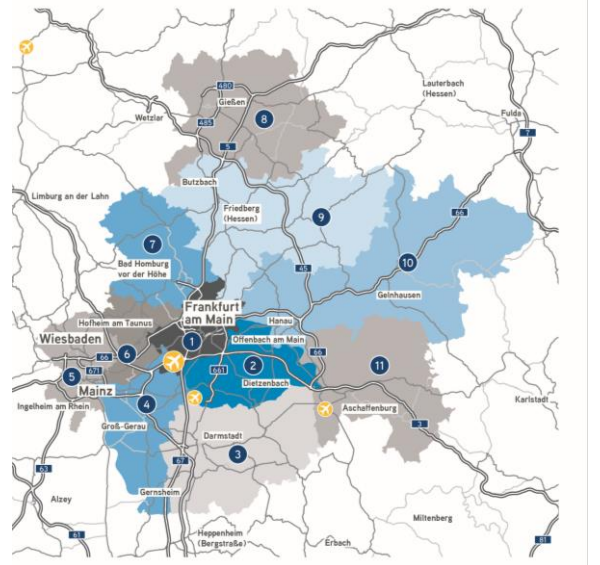 480
Gießen
Lauterbach
(Hessen)
Wetzlar
485
8
Fulda
5
7
Butzbach
Limburg an der Lahn
Friedberg
(Hessen)
9
66
7
10
Bad Homburg
vor der Höhe
45
Gelnhausen
Frankfurt
am Main
Hanau
Hofheim am Taunus
Wiesbaden
1
Offenbach am Main
66
6
66
2
11
671
661
5
Dietzenbach
Mainz
4
Karlstadt
Ingelheim am Rhein
Aschaffenburg
Groß-Gerau
3
Darmstadt
3
67
63
Gernsheim
Alzey
Miltenberg
61
Heppenheim
(Bergstraße)
Erbach
81